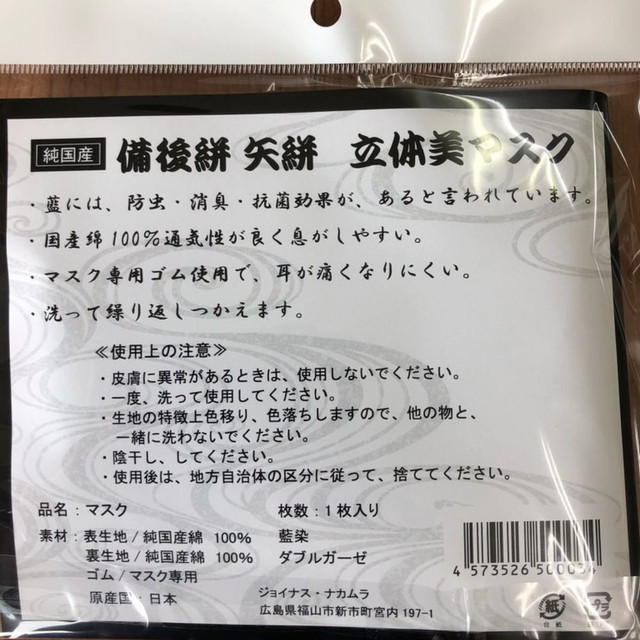 純国産 備後絣 矢絣 立体美マスク
・藍には、防虫・消臭・抗菌効果が、あると言われています。
・国産綿100%通気性が良く息がしやすい。
・マスク専用ゴム使用で、耳が痛くなりにくい。
・洗って繰り返しつかえます。
≪使用上の注意≫
・皮膚に異常があるときは、使用しないでください。
・一度、洗って使用してください。
・生地の特徴上色移り、色落ちしますので、他の物と、
一緒に洗わないでください。
・陰干し、してください。
・使用後は、地方自治体の区分に従って、捨ててください。
品名:マスク 枚数:1枚入り
素材:表生地/純国産綿 100% 藍染
裏生地/純国産綿 100% ダブルガーゼ
ゴム/マスク専用
原産国・日本
ジョイナス・ナカムラ
広島県福山市新市町宮内197-1
4 573526 500034
紙 プラ
台紙